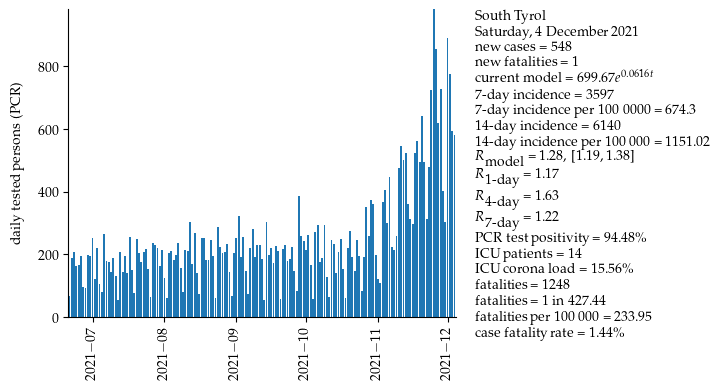 South Tyrol
Saturday, 4 December 2021
new cases = 548
new fatalities = 1
current model = 699.67e^0.0616t
7-day incidence = 3597
7-day incidence per 100 0000 = 674.3
14-day incidence = 6140
14-day incidence per 100 000 = 1151.02
R_model = 1.28, [1.19, 1.38]
R_1-day = 1.17
R_4-day = 1.63
R_7-day = 1.22
PCR test positivity = 94.48%
ICU patients = 14
ICU corona load = 15.56%
fatalities = 1248
fatalities = 1 in 427.44
fatalities per 100 000 = 233.95
case fatality rate = 1.44%
daily tested persons (PCR)
800
600
400
200
0
2021−07
2021−08
2021−09
2021−10
2021−11
2021−12